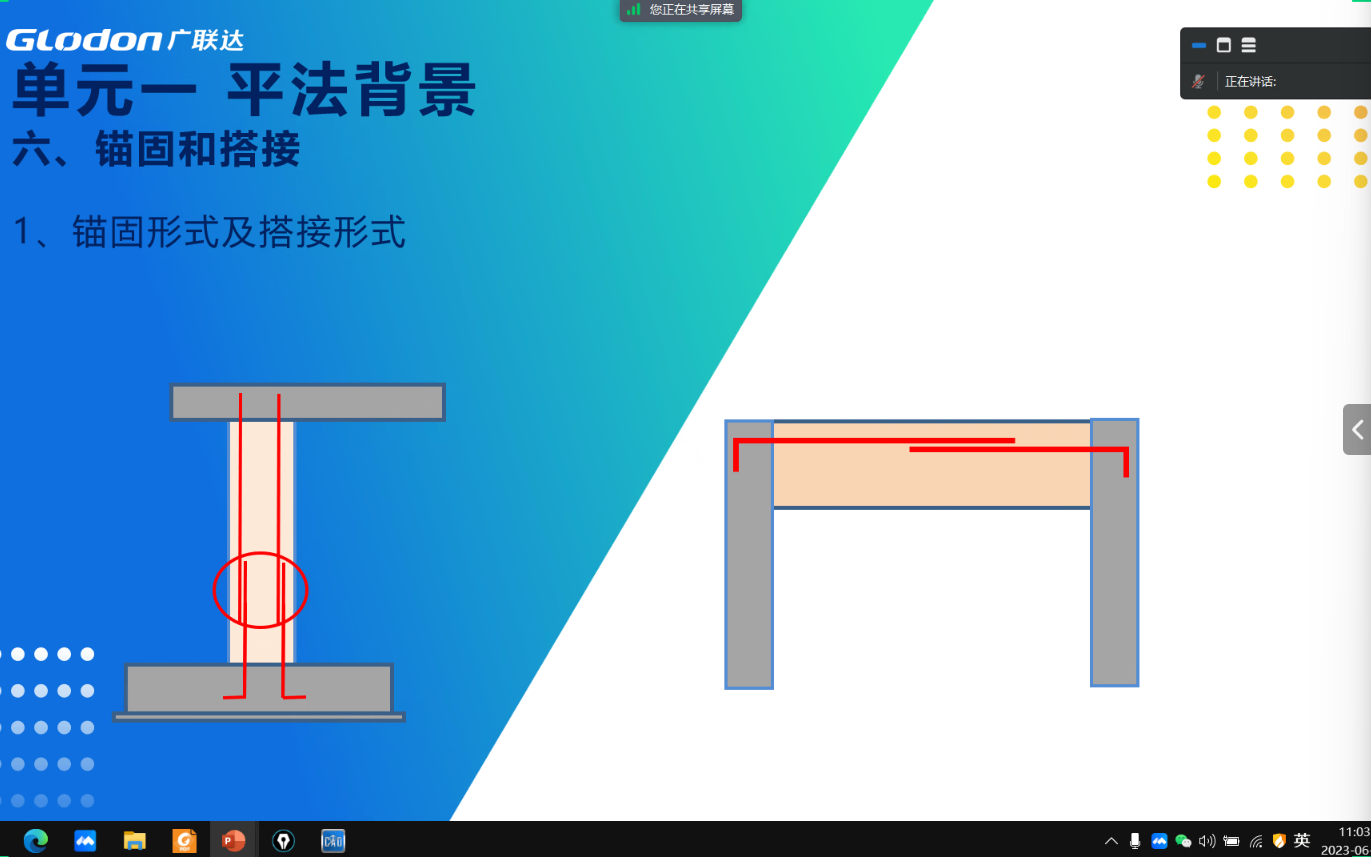 您正在共享屏幕
GLodon广联达
单元一 平法背景
六、锚固和搭接
正在讲话:
1、锚固形式及搭接形式
P
CAD
英
11:03
2023-06